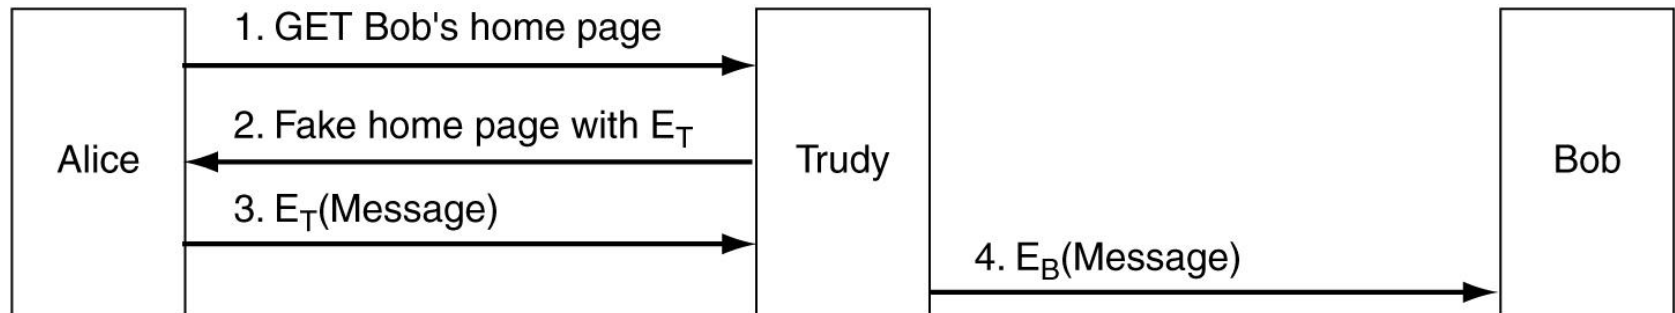 1. GET Bob's home page
2. Fake home page with E_T
Alice
Trudy
Bob
3. E_T(Message)
4. E_B(Message)